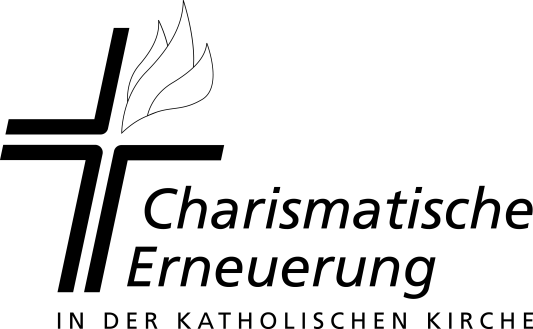 Charismatische
Erneuerung
IN DER KATHOLISCHEN KIRCHE